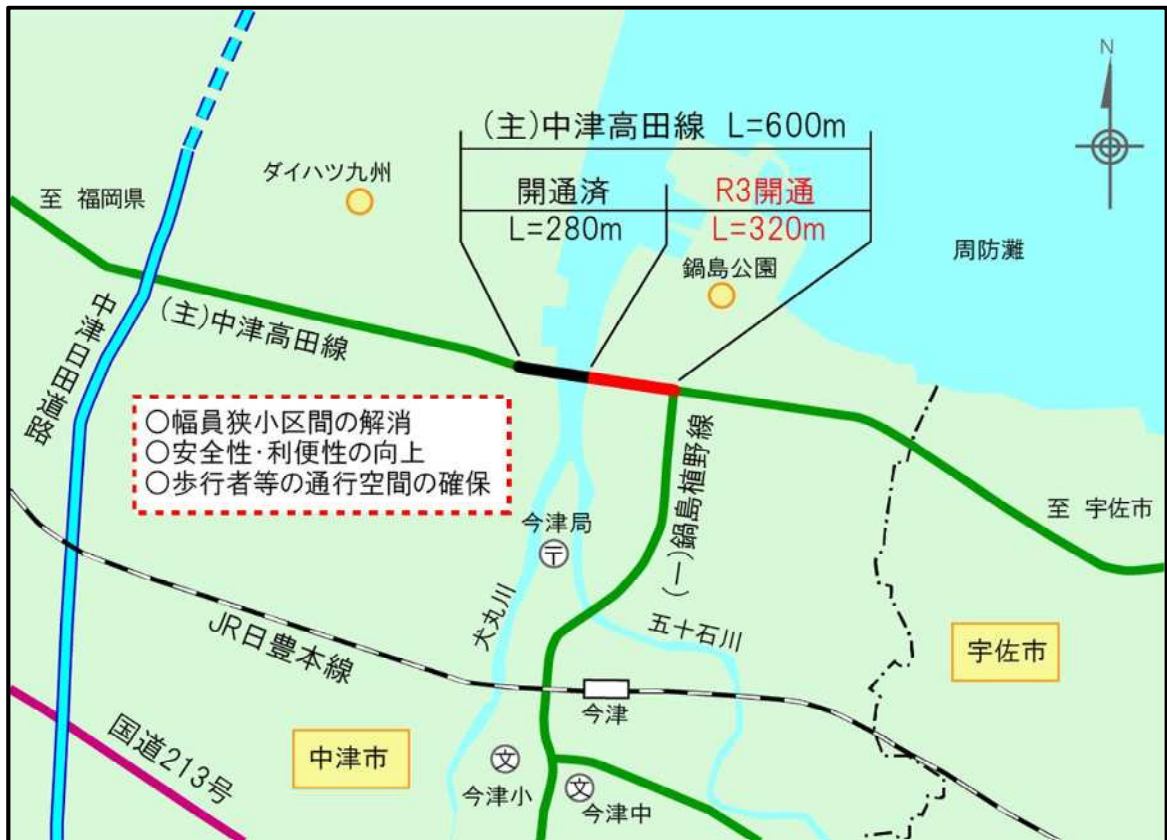 N
(主)中津高田線 L=600m
開通済
R3開通
L=280m
L=320m
ダイハツ九州
至 福岡県
鍋島公園
周防灘
(主)中津高田線
中津日田道路
○幅員狭小区間の解消
○安全性・利便性の向上
○歩行者等の通行空間の確保
(一)鍋島植野線
至 宇佐市
今津局
〒
犬丸川
五十石川
JR日豊本線
宇佐市
今津
国道213号
中津市
文
今津小
文
今津中